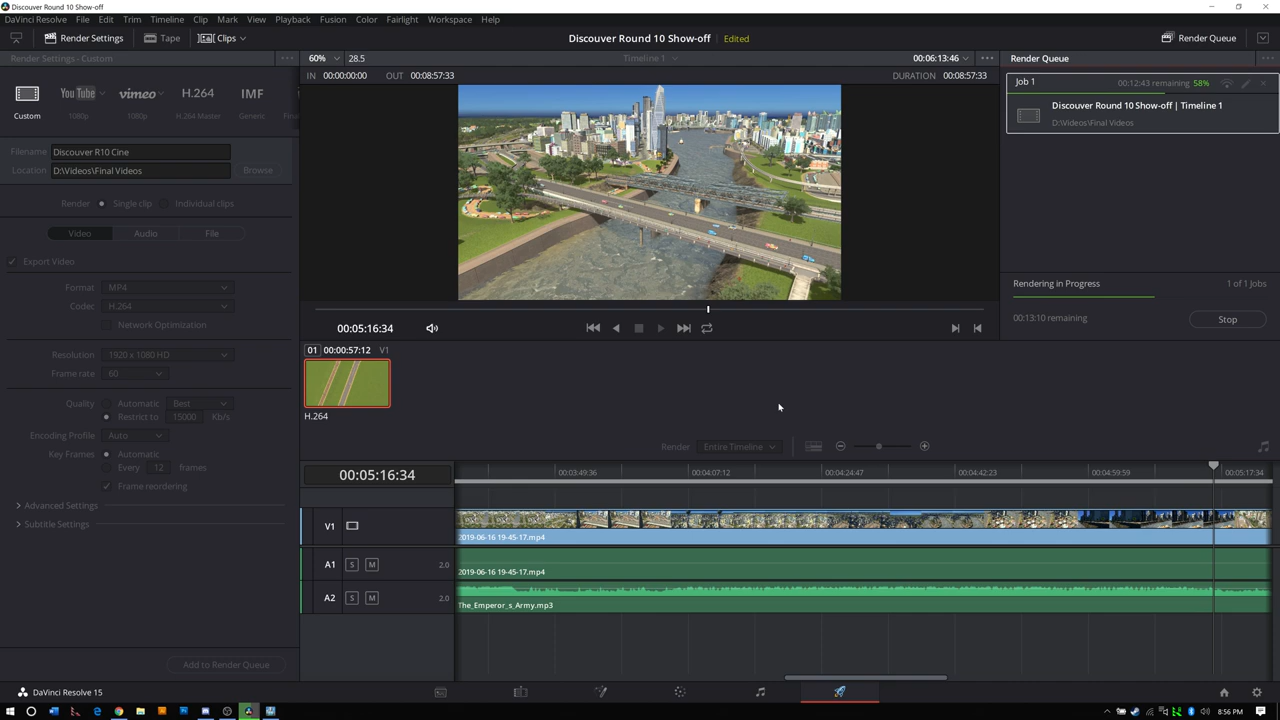 Discover Round 10 Show-off
DaVinci Resolve File Edit Trim Timeline Clip Mark View Playback Fusion Color Fairlight Workspace Help
Render Settings Tape Clips Discover Round 10 Show-off Edited Render Queue
Render Settings - Custom 60% 28.5 Timeline 1 00:06:13:46 Render Queue
IN 00:00:00:00 OUT 00:08:57:33 DURATION 00:08:57:33
Job 1 00:12:43 remaining 58%
YouTube vimeo H.264 IMF
Custom 1080p 1080p H.264 Master Generic
Discover Round 10 Show-off | Timeline 1
D:\Videos\Final Videos
Filename Discover R10 Cine
Location D:\Videos\Final Videos Browse
Render Single clip Individual clips
Video Audio File
Export Video
Format MP4
Codec H.264
Network Optimization
Resolution 1920 x 1080 HD
Frame rate 60
Quality Automatic Best
Restrict to 15000 Kb/s
Encoding Profile Auto
Key Frames Automatic
Every 12 frames
Frame reordering
Advanced Settings
Subtitle Settings
Add to Render Queue
Rendering in Progress 1 of 1 Jobs
00:13:10 remaining Stop
00:05:16:34
01 00:00:57:12 V1
H.264
Render Entire Timeline
00:05:16:34 00:03:49:36 00:04:07:12 00:04:24:47 00:04:42:23 00:04:59:59 00:05:17:34
V1
2019-06-16 19-45-17.mp4
A1 S M 2.0
2019-06-16 19-45-17.mp4
A2 S M 2.0
The_Emperor_s_Army.mp3
DaVinci Resolve 15
8:56 PM